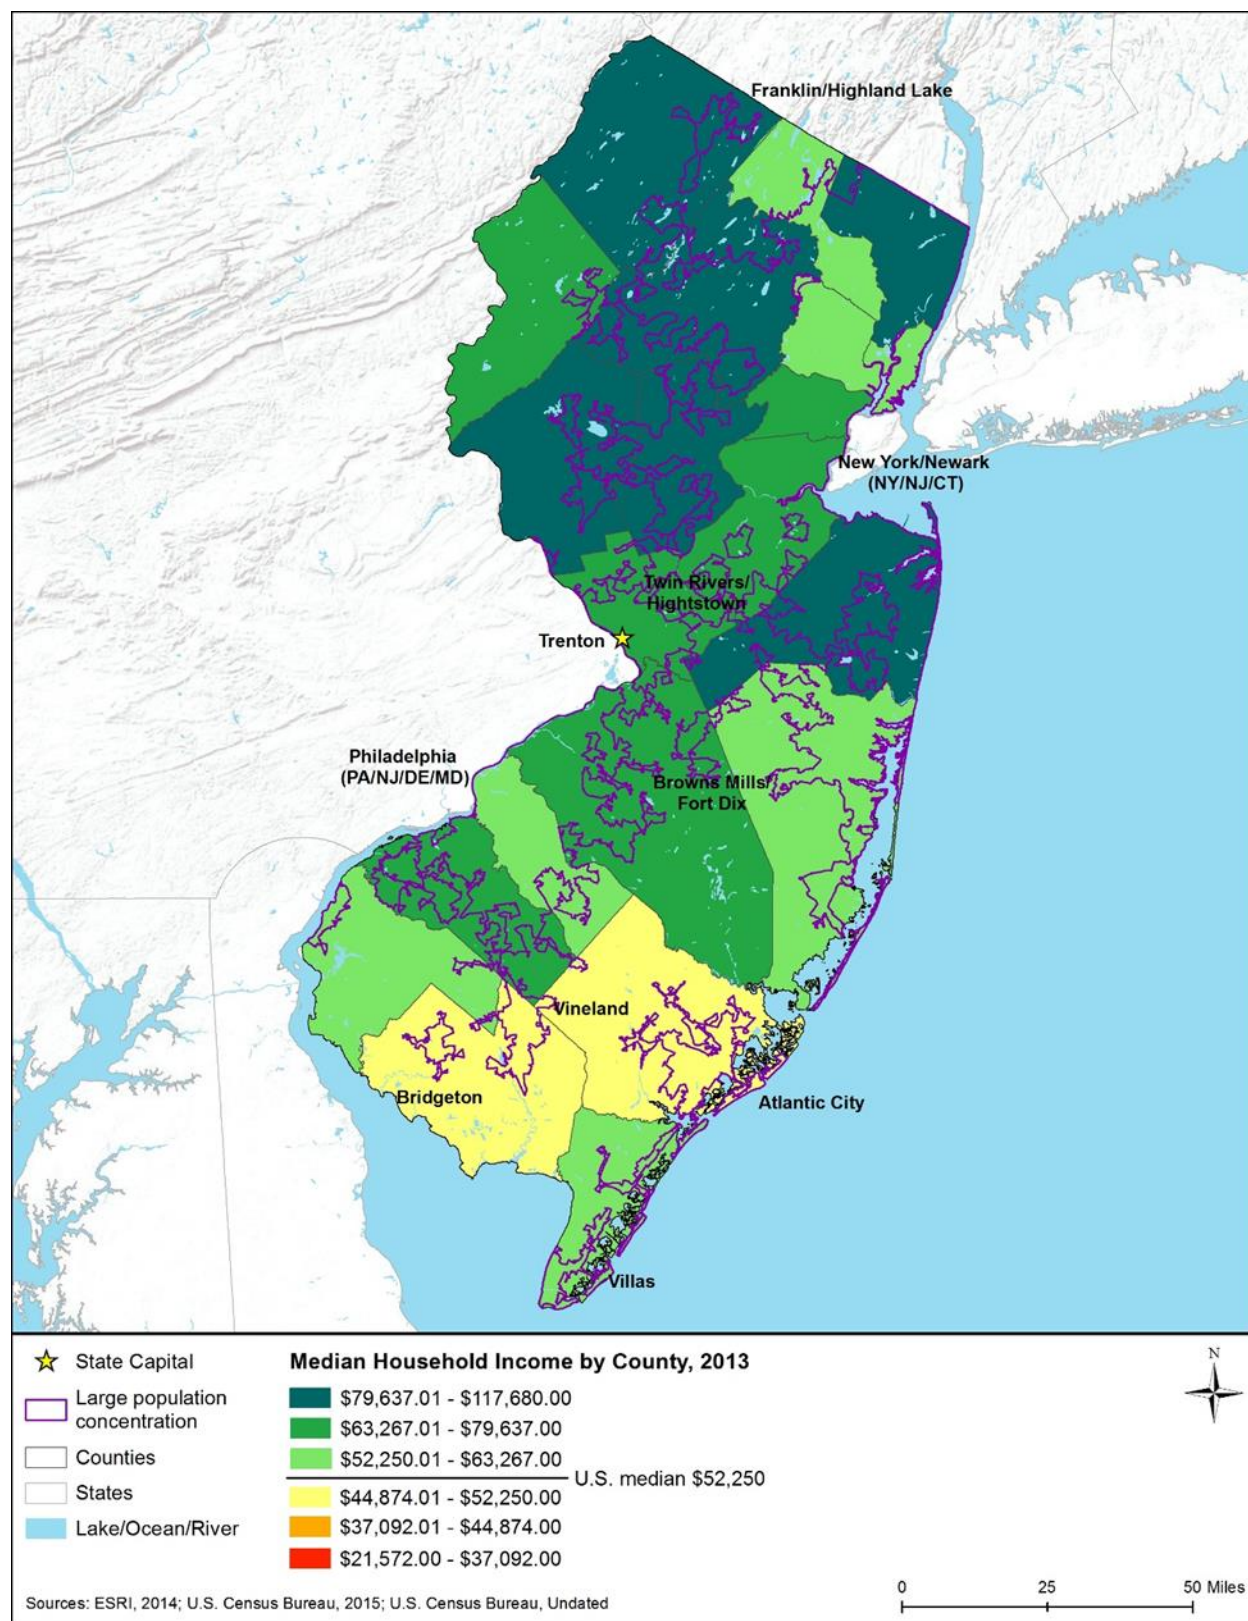 Franklin/Highland Lake
New York/Newark
(NY/NJ/CT)
Twin Rivers/
Hightstown
Trenton
Philadelphia
(PA/NJ/DE/MD)
Browns Mills/
Fort Dix
Vineland
Bridgeton
Atlantic City
Villas
State Capital
Large population
concentration
Counties
States
Lake/Ocean/River
Median Household Income by County, 2013
$79,637.01 - $117,680.00
$63,267.01 - $79,637.00
$52,250.01 - $63,267.00
U.S. median $52,250
$44,874.01 - $52,250.00
$37,092.01 - $44,874.00
$21,572.00 - $37,092.00
N
0 25 50 Miles
Sources: ESRI, 2014; U.S. Census Bureau, 2015; U.S. Census Bureau, Undated